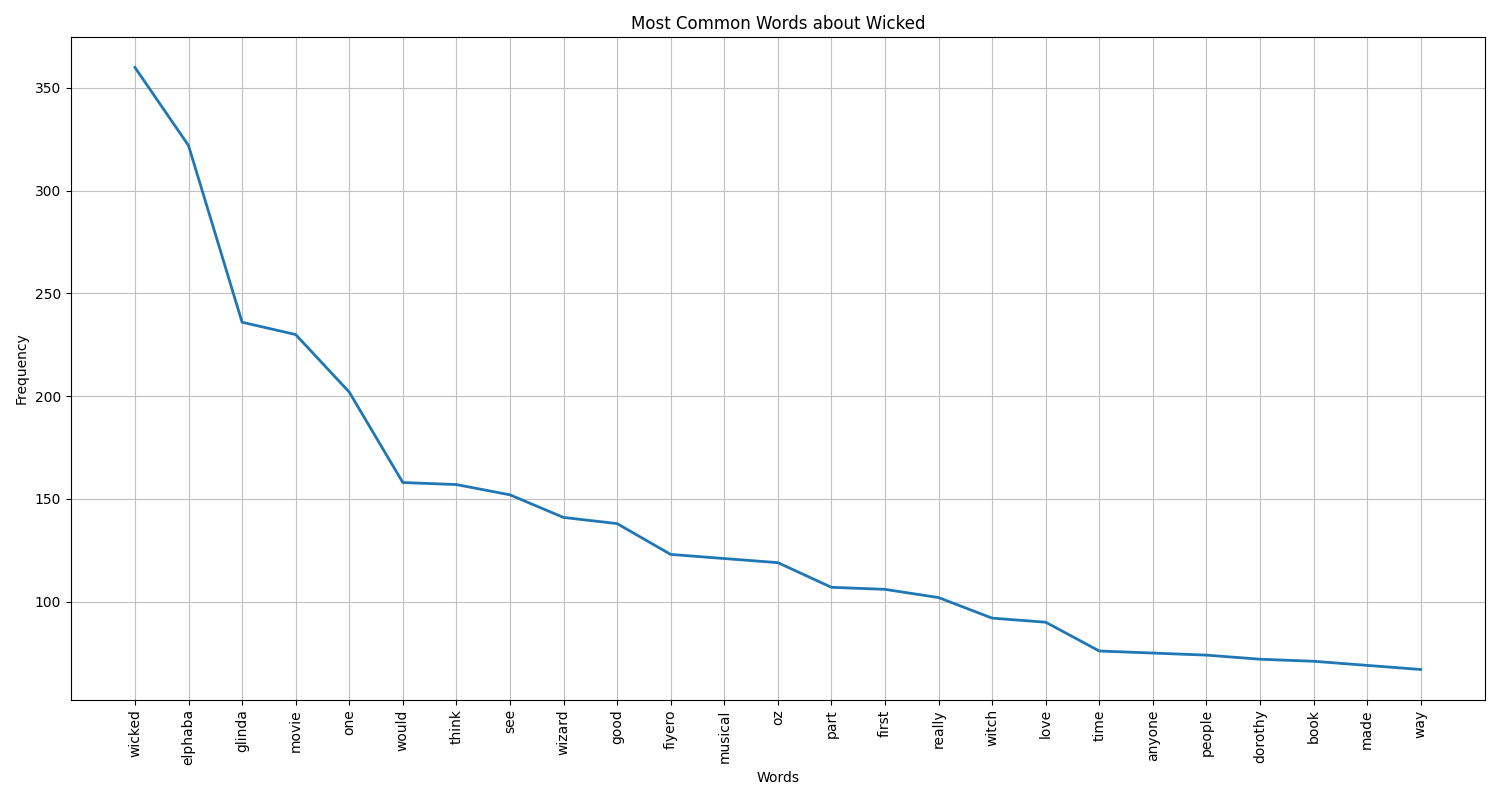 Most Common Words about Wicked
350
300
250
200
150
100
Frequency
wicked
elphaba
glinda
movie
one
would
think
see
wizard
good
fiyero
musical
oz
part
first
really
witch
love
time
anyone
people
dorothy
book
made
way
Words